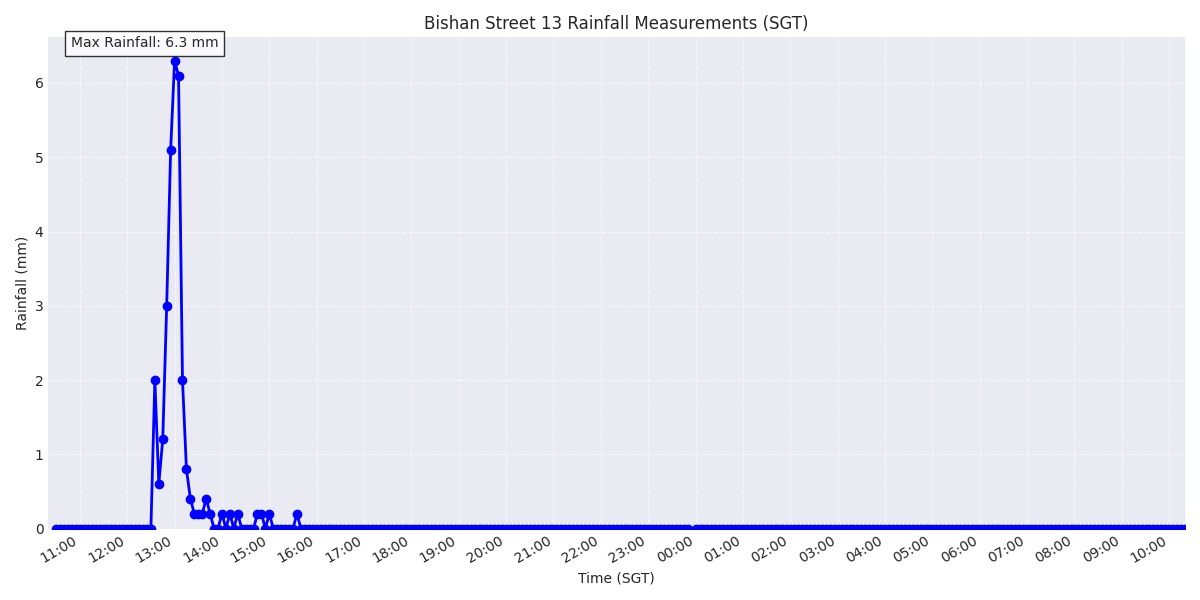 Bishan Street 13 Rainfall Measurements (SGT)
Max Rainfall: 6.3 mm
6
5
4
3
2
1
0
Rainfall (mm)
11:00 12:00 13:00 14:00 15:00 16:00 17:00 18:00 19:00 20:00 21:00 22:00 23:00 00:00 01:00 02:00 03:00 04:00 05:00 06:00 07:00 08:00 09:00 10:00
Time (SGT)